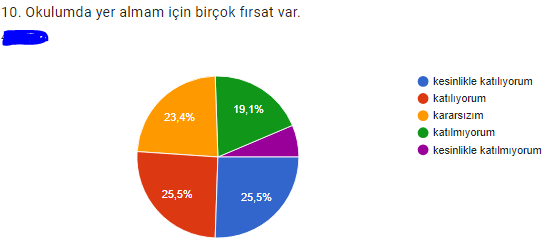 10. Okulumda yer almam için birçok fırsat var.
kesinlikle katılıyorum
katılıyorum
kararsızım
katılmıyorum
kesinlikle katılmıyorum
23,4%
19,1%
25,5%
25,5%